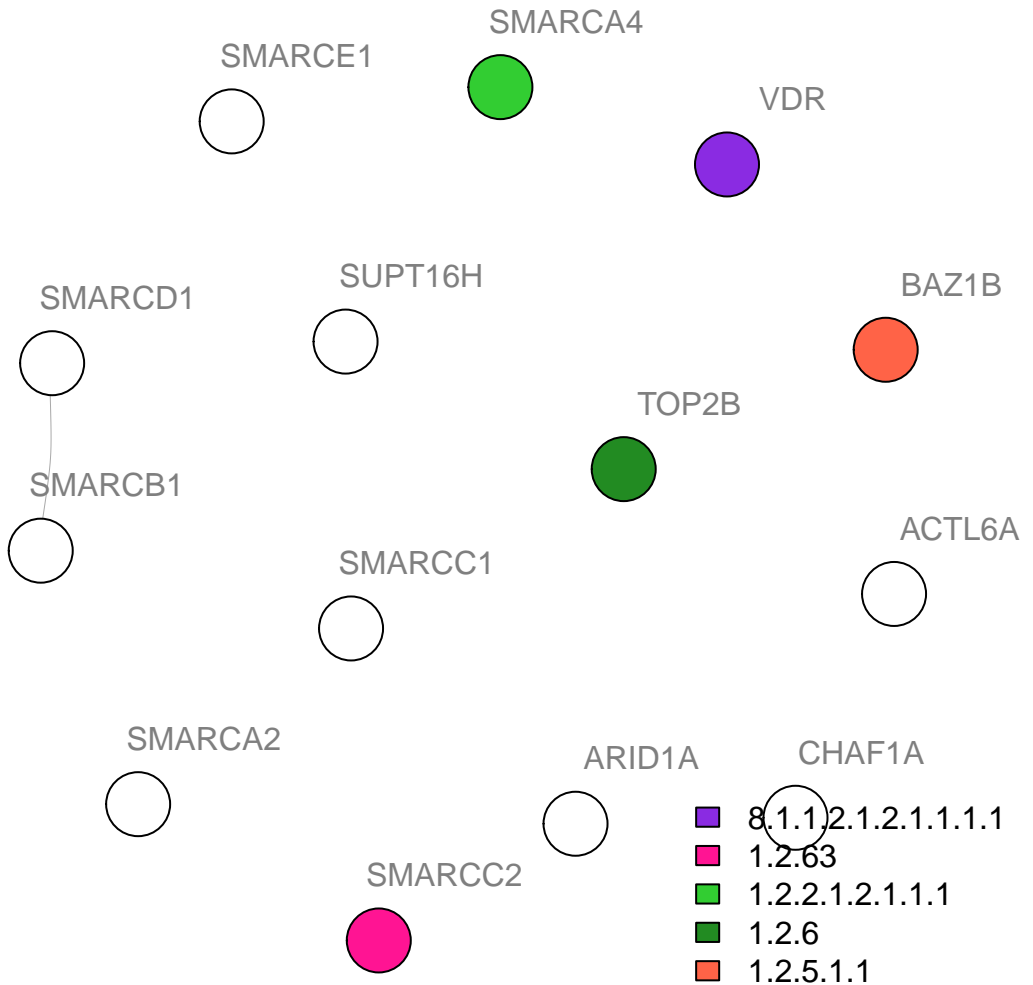 SMARCA4
SMARCE1
VDR
SUPT16H
BAZ1B
SMARCD1
TOP2B
SMARCB1
ACTL6A
SMARCC1
SMARCA2
CHAF1A
ARID1A
8.1.1.2.1.2.1.1.1.1
1.2.63
SMARCC2
1.2.2.1.2.1.1.1
1.2.6
1.2.5.1.1